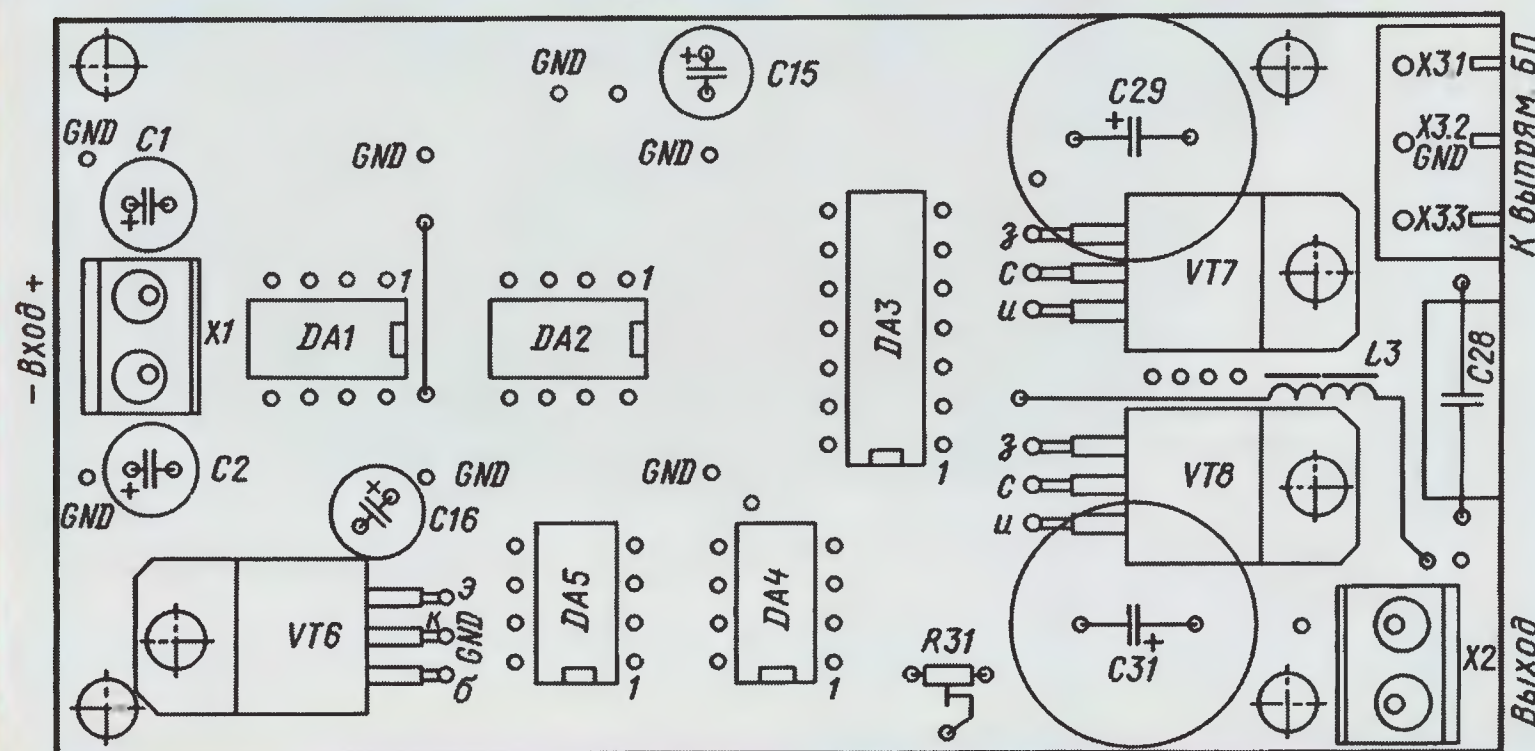 GND
C15
C29
X3.1
X3.2
GND
X3.3
К выпрям. БП
GND
C1
GND
GND
з
с
и
VT7
- Вход +
X1
DA1
1
DA2
1
DA3
1
L3
C28
GND
C2
C16
GND
GND
з
с
и
VT8
VT6
э
к
GND
б
DA5
1
DA4
1
R31
C31
X2
Выход
+
+
+
+
+
+